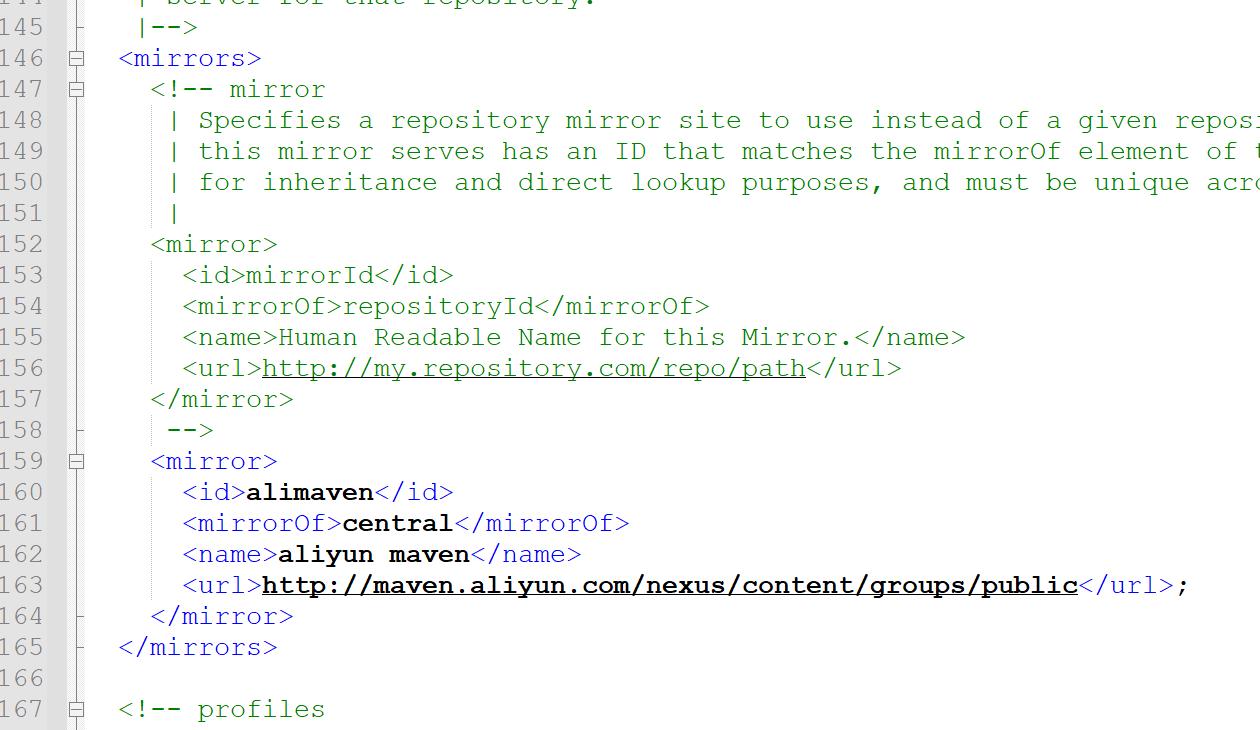 144 | server for that repository.
145 |-->
146 <mirrors>
147 <!-- mirror
148 | Specifies a repository mirror site to use instead of a given
149 | this mirror serves has an ID that matches the mirrorOf element of
150 | for inheritance and direct lookup purposes, and must be unique
151 |
152 <mirror>
153 <id>mirrorId</id>
154 <mirrorOf>repositoryId</mirrorOf>
155 <name>Human Readable Name for this Mirror.</name>
156 <url>http://my.repository.com/repo/path</url>
157 </mirror>
158 -->
159 <mirror>
160 <id>alimaven</id>
161 <mirrorOf>central</mirrorOf>
162 <name>aliyun maven</name>
163 <url>http://maven.aliyun.com/nexus/content/groups/public</url>;
164 </mirror>
165 </mirrors>
166
167 <!-- profiles